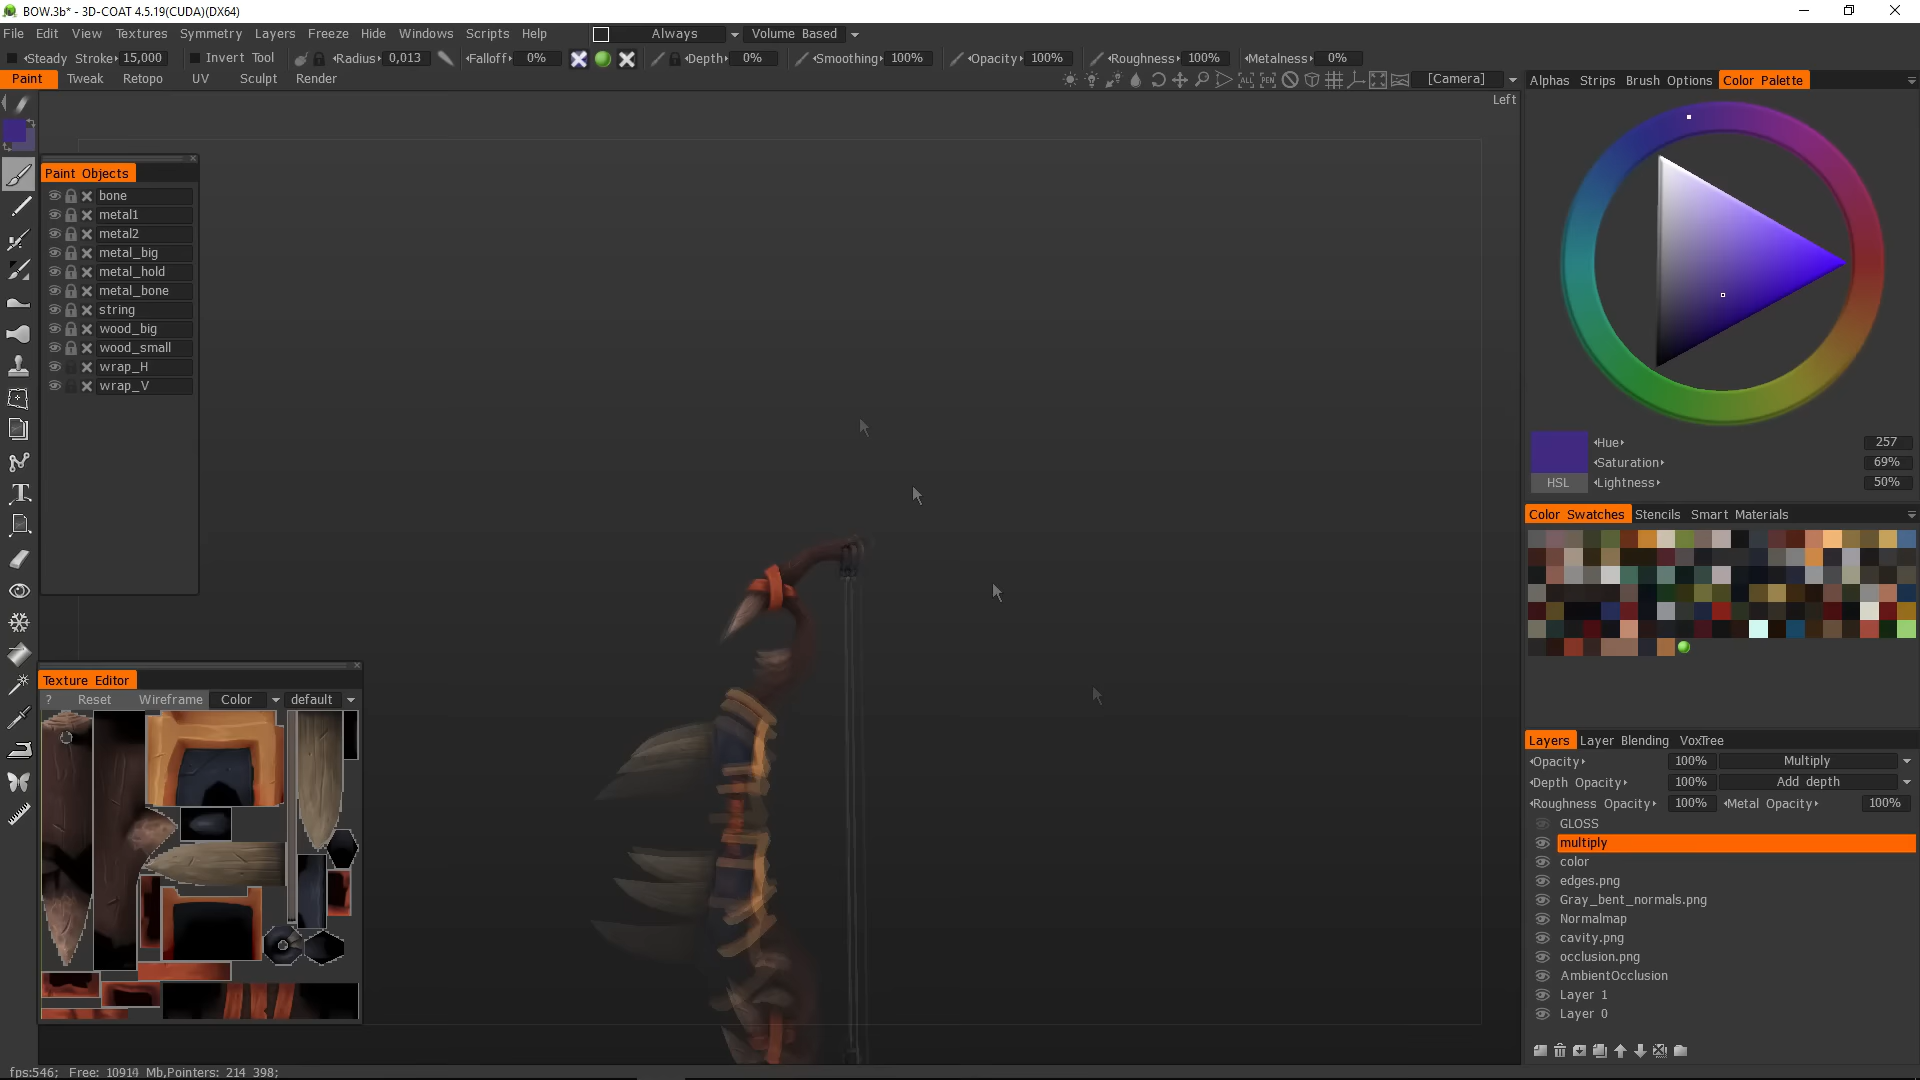 BOW.3b* - 3D-COAT 4.5.19(CUDA)(DX64)
File Edit View Textures Symmetry Layers Freeze Hide Windows Scripts Help Always Volume Based
Steady Stroke 15,000 Invert Tool Radius 0,013 Falloff 0% Depth 0% Smoothing 100% Opacity 100% Roughness 100% Metalness 0%
Paint Tweak Retopo UV Sculpt Render ALL PEN [Camera]
Left
Alphas Strips Brush Options Color Palette
Paint Objects
bone
metal1
metal2
metal_big
metal_hold
metal_bone
string
wood_big
wood_small
wrap_H
wrap_V
Texture Editor
? Reset Wireframe Color default
Hue 257
Saturation 69%
HSL Lightness 50%
Color Swatches Stencils Smart Materials
Layers Layer Blending VoxTree
Opacity 100% Multiply
Depth Opacity 100% Add depth
Roughness Opacity 100% Metal Opacity 100%
GLOSS
multiply
color
edges.png
Gray_bent_normals.png
Normalmap
cavity.png
occlusion.png
AmbientOcclusion
Layer 1
Layer 0
fps:546; Free: 10914 Mb,Pointers: 214 398;